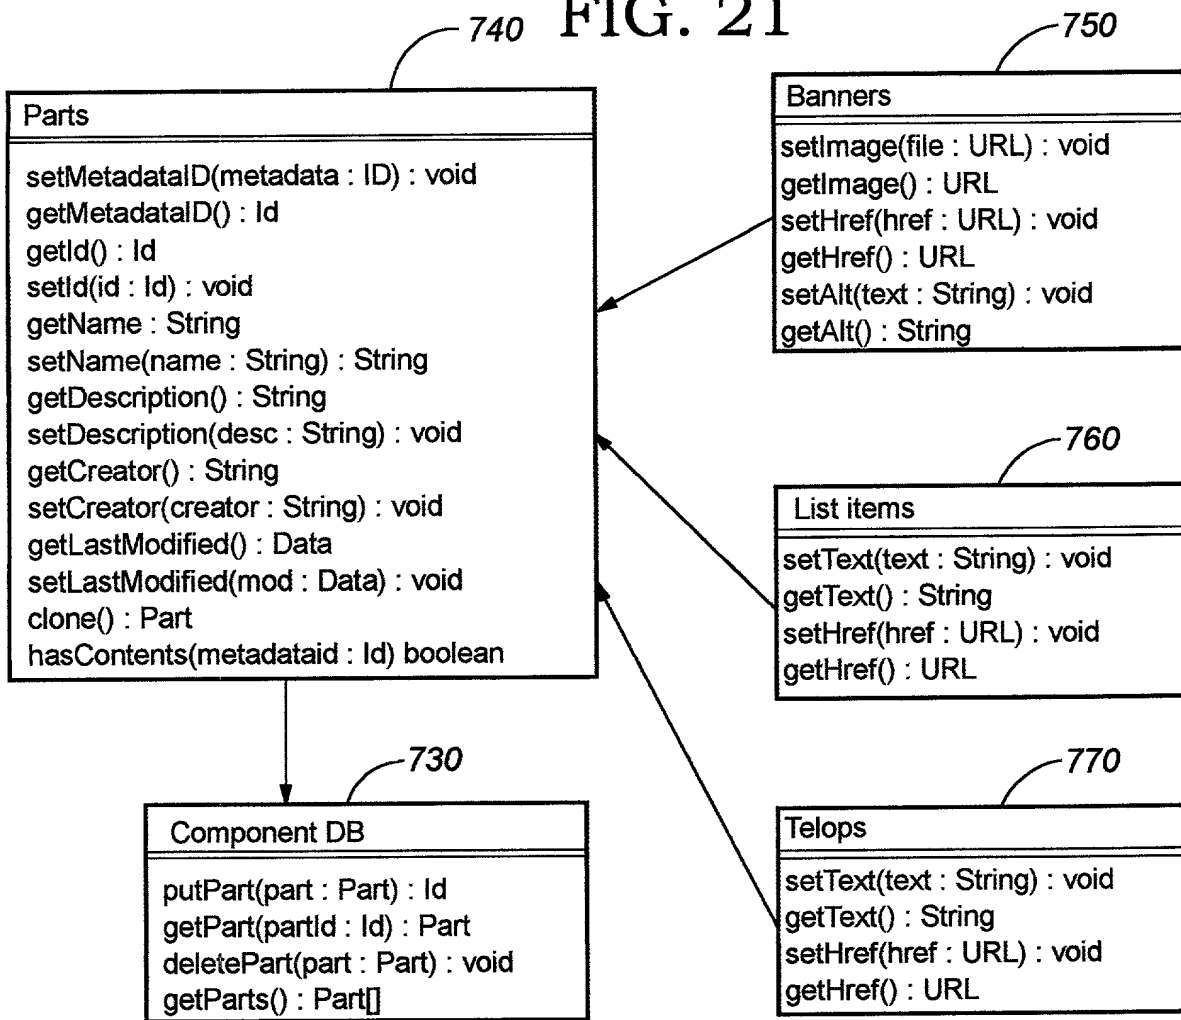 FIG. 21
740
Parts
setMetadataID(metadata : ID) : void
getMetadataID() : Id
getId() : Id
setId(id : Id) : void
getName : String
setName(name : String) : String
getDescription() : String
setDescription(desc : String) : void
getCreator() : String
setCreator(creator : String) : void
getLastModified() : Data
setLastModified(mod : Data) : void
clone() : Part
hasContents(metadataid : Id) boolean
730
Component DB
putPart(part : Part) : Id
getPart(partId : Id) : Part
deletePart(part : Part) : void
getParts() : Part[]
750
Banners
setImage(file : URL) : void
getImage() : URL
setHref(href : URL) : void
getHref() : URL
setAlt(text : String) : void
getAlt() : String
760
List items
setText(text : String) : void
getText() : String
setHref(href : URL) : void
getHref() : URL
770
Telops
setText(text : String) : void
getText() : String
setHref(href : URL) : void
getHref() : URL